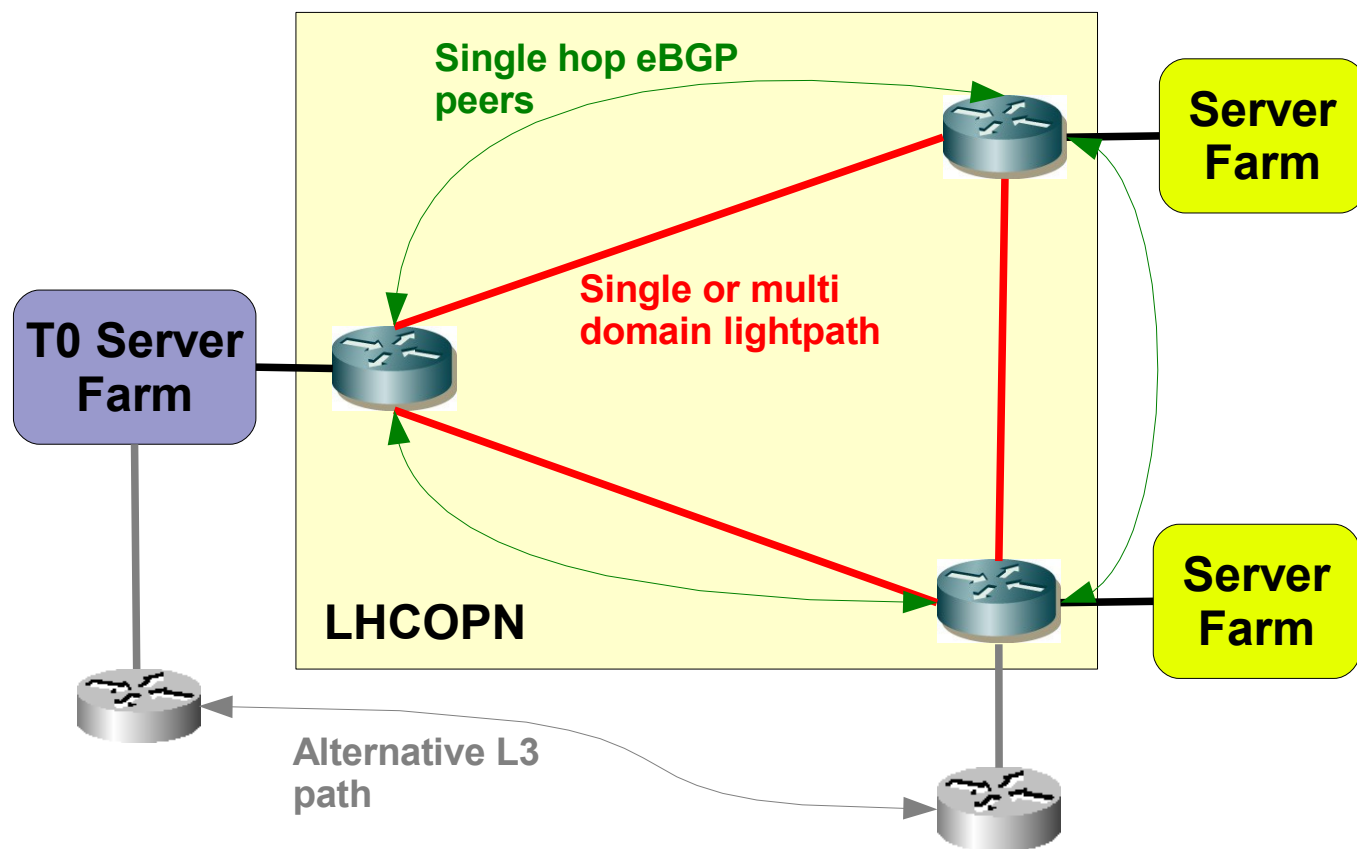 Single hop eBGP
peers
Server
Farm
Single or multi
domain lightpath
T0 Server
Farm
LHCOPN
Server
Farm
Alternative L3
path